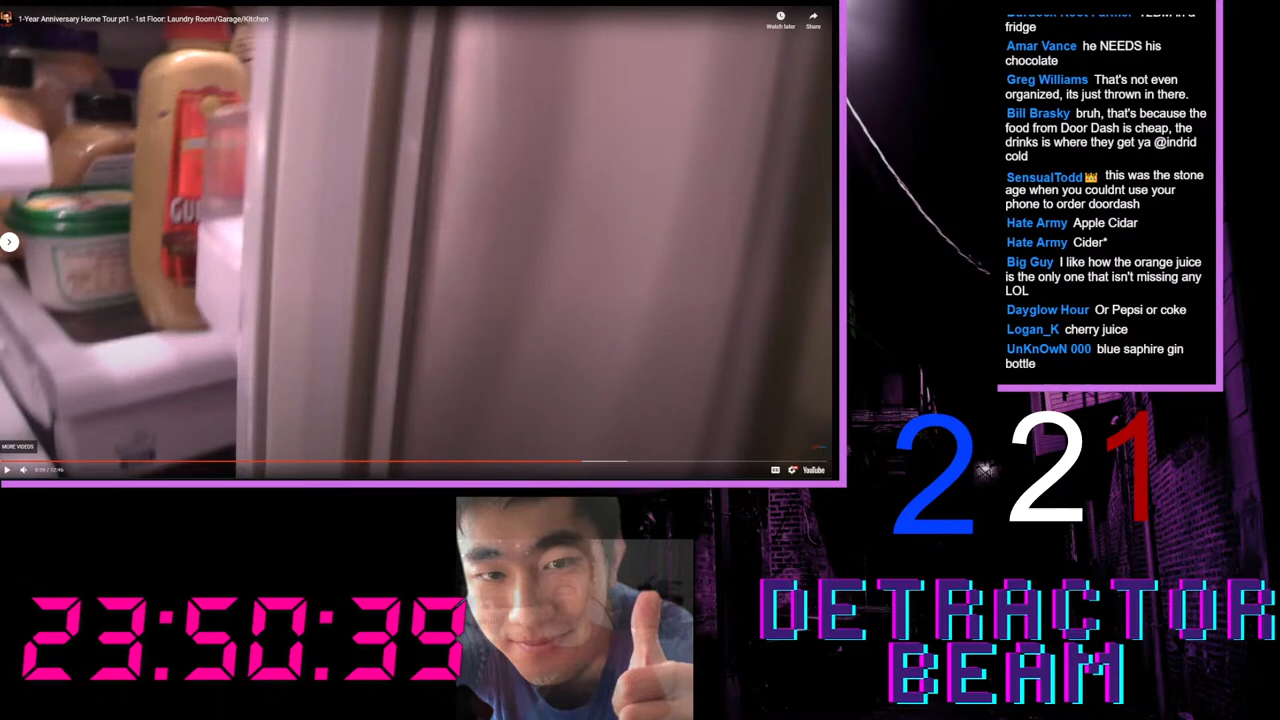 1-Year Anniversary Home Tour pt1 - 1st Floor: Laundry Room/Garage/Kitchen
Watch later
Share
GUL
MORE VIDEOS
YouTube
fridge
Amar Vance he NEEDS his
chocolate
Greg Williams That's not even
organized, its just thrown in there.
Bill Brasky bruh, that's because the
food from Door Dash is cheap, the
drinks is where they get ya @indrid
cold
SensualTodd this was the stone
age when you couldnt use your
phone to order doordash
Hate Army Apple Cidar
Hate Army Cider*
Big Guy I like how the orange juice
is the only one that isn't missing any
LOL
Dayglow Hour Or Pepsi or coke
Logan_K cherry juice
UnKnOwN 000 blue saphire gin
bottle
2 2 1
23:50:39
DETRACTOR
BEAM